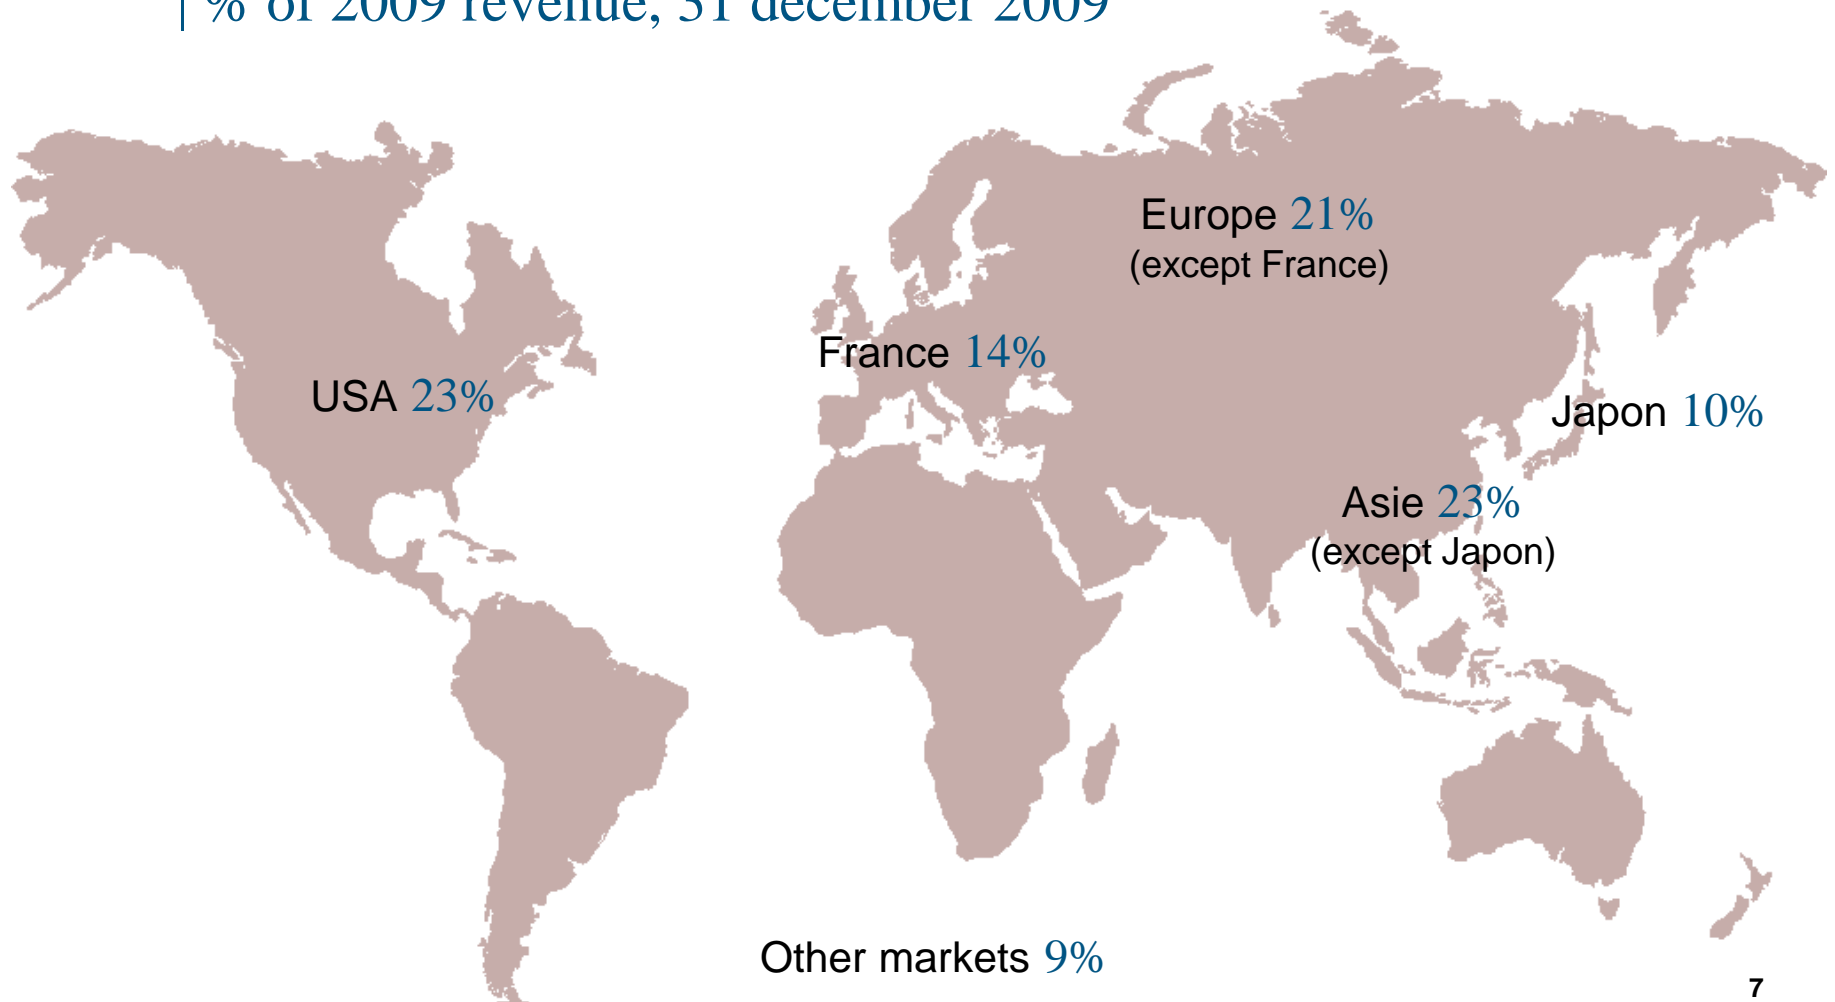 % of 2009 revenue, 31 december 2009
Europe 21%
(except France)
France 14%
USA 23%
Japon 10%
Asie 23%
(except Japon)
Other markets 9%
7